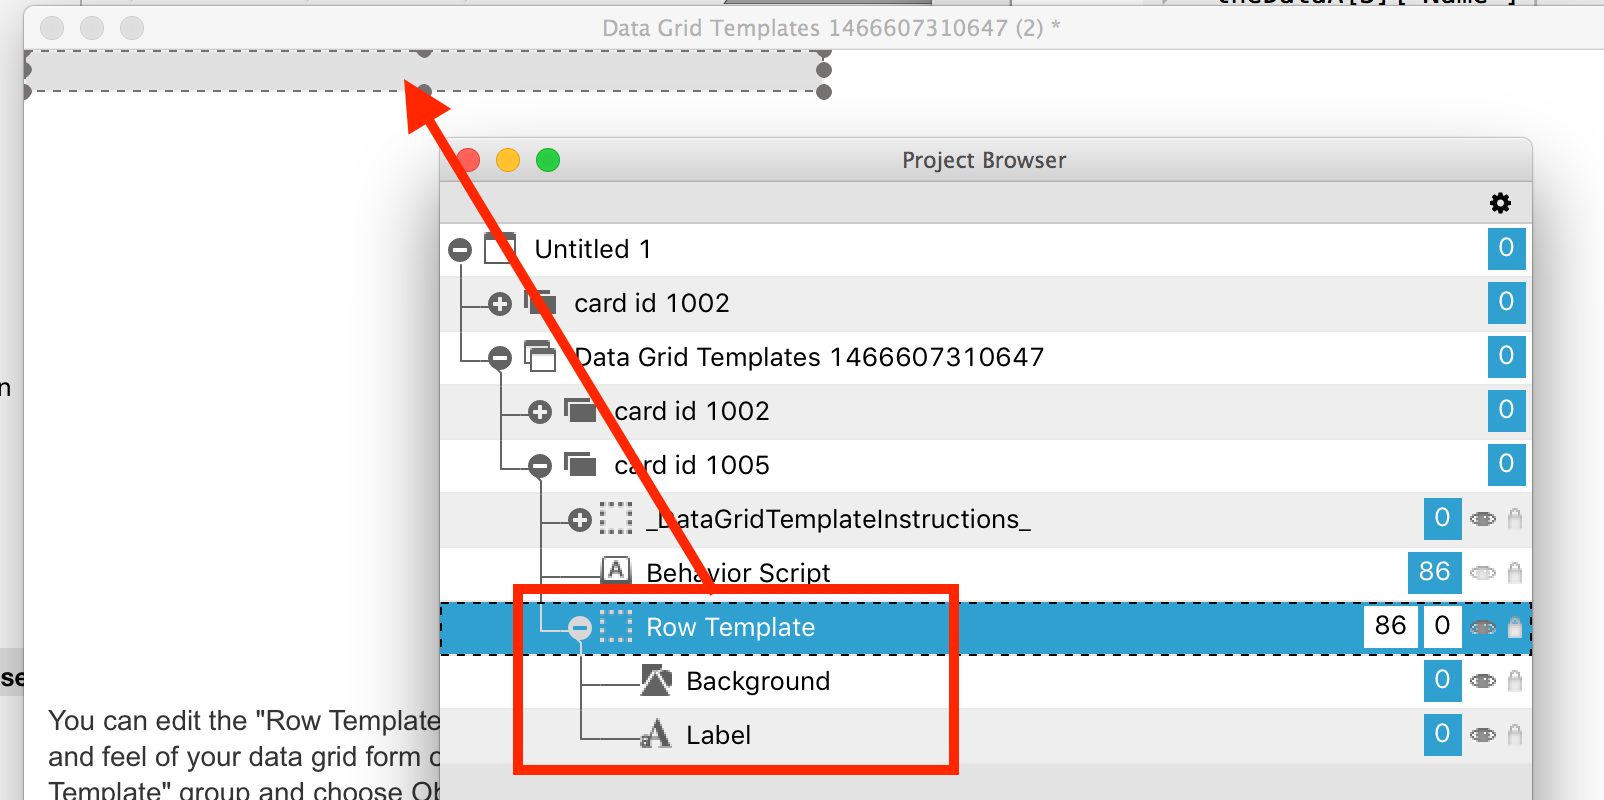 Data Grid Templates 1466607310647 (2) *
Project Browser
Untitled 1 0
card id 1002 0
Data Grid Templates 1466607310647 0
card id 1002 0
card id 1005 0
_DataGridTemplateInstructions_ 0
Behavior Script 86
Row Template 86 0
Background 0
Label 0
n
se
You can edit the "Row Template
and feel of your data grid form
Template" group and choose